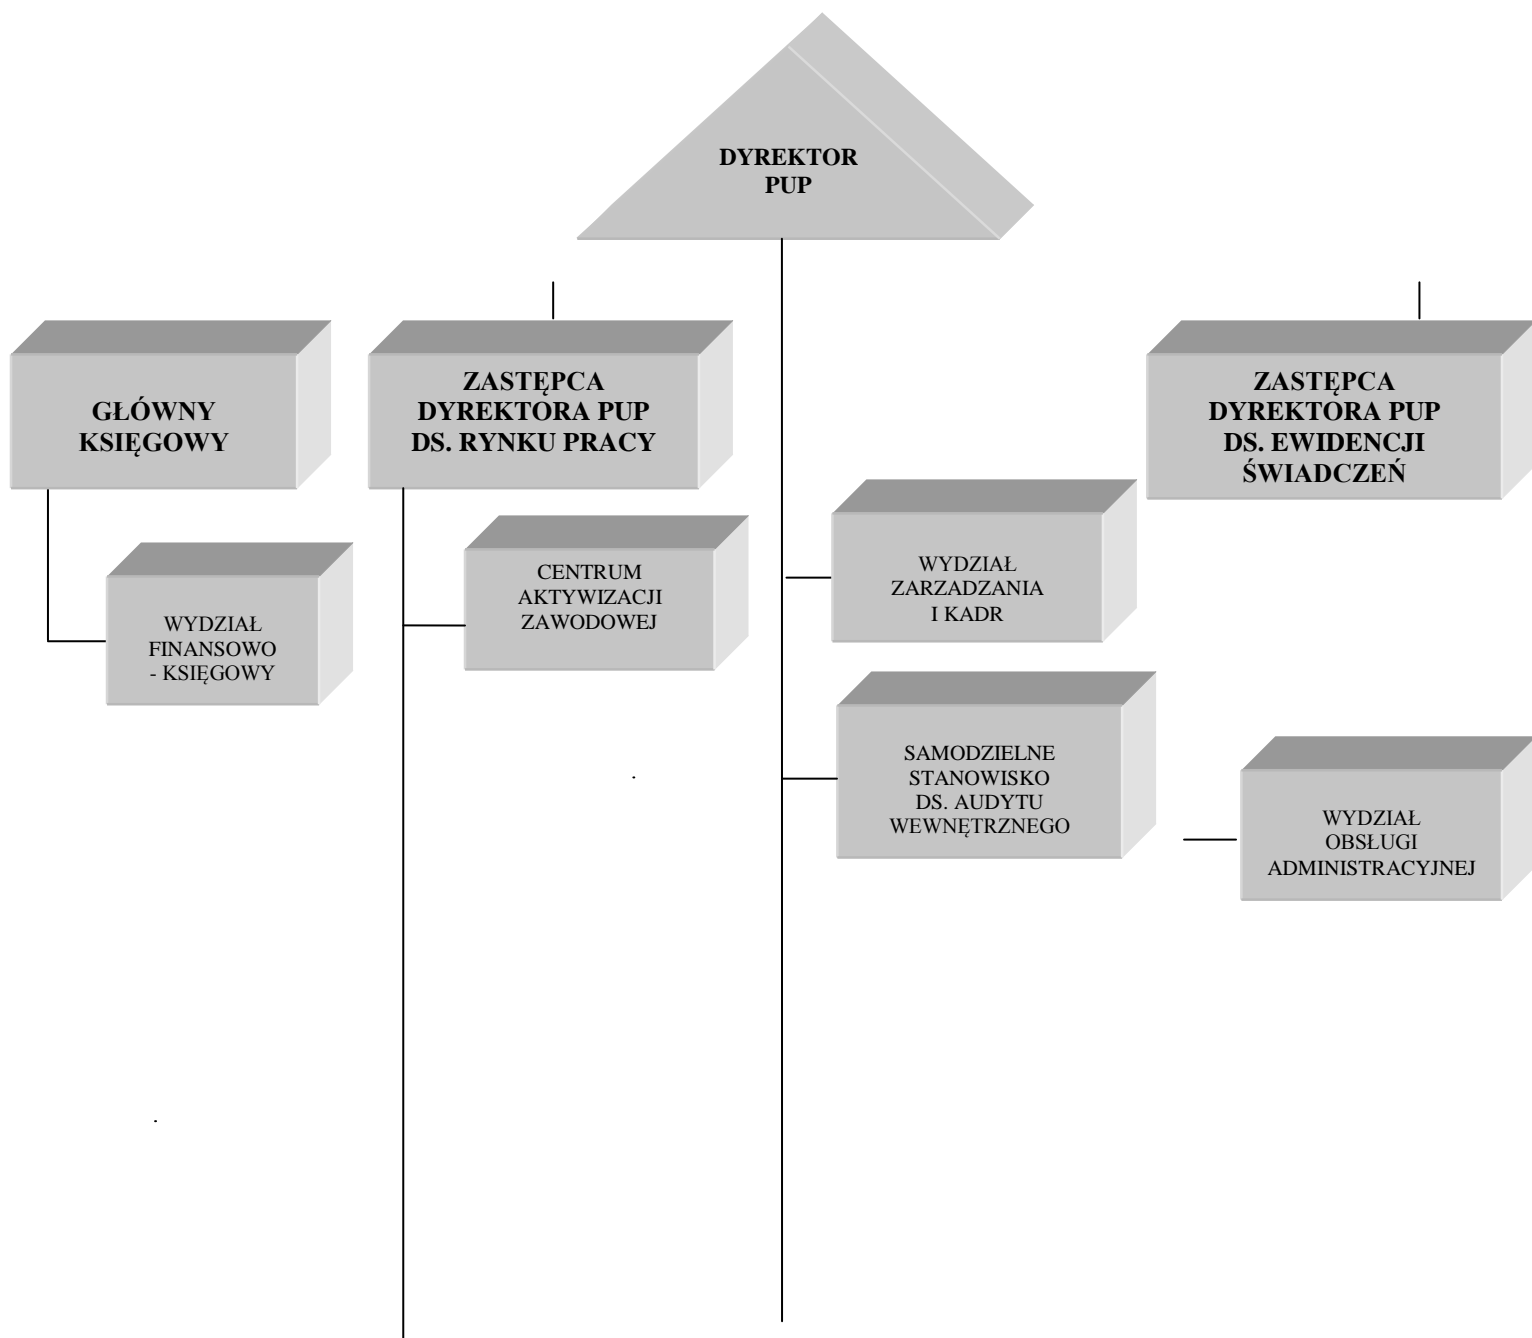 DYREKTOR
PUP
GŁÓWNY
KSIĘGOWY
ZASTĘPCA
DYREKTORA PUP
DS. RYNKU PRACY
ZASTĘPCA
DYREKTORA PUP
DS. EWIDENCJI
ŚWIADCZEŃ
WYDZIAŁ
FINANSOWO
- KSIĘGOWY
CENTRUM
AKTYWIZACJI
ZAWODOWEJ
WYDZIAŁ
ZARZADZANIA
I KADR
SAMODZIELNE
STANOWISKO
DS. AUDYTU
WEWNĘTRZNEGO
WYDZIAŁ
OBSŁUGI
ADMINISTRACYJNEJ